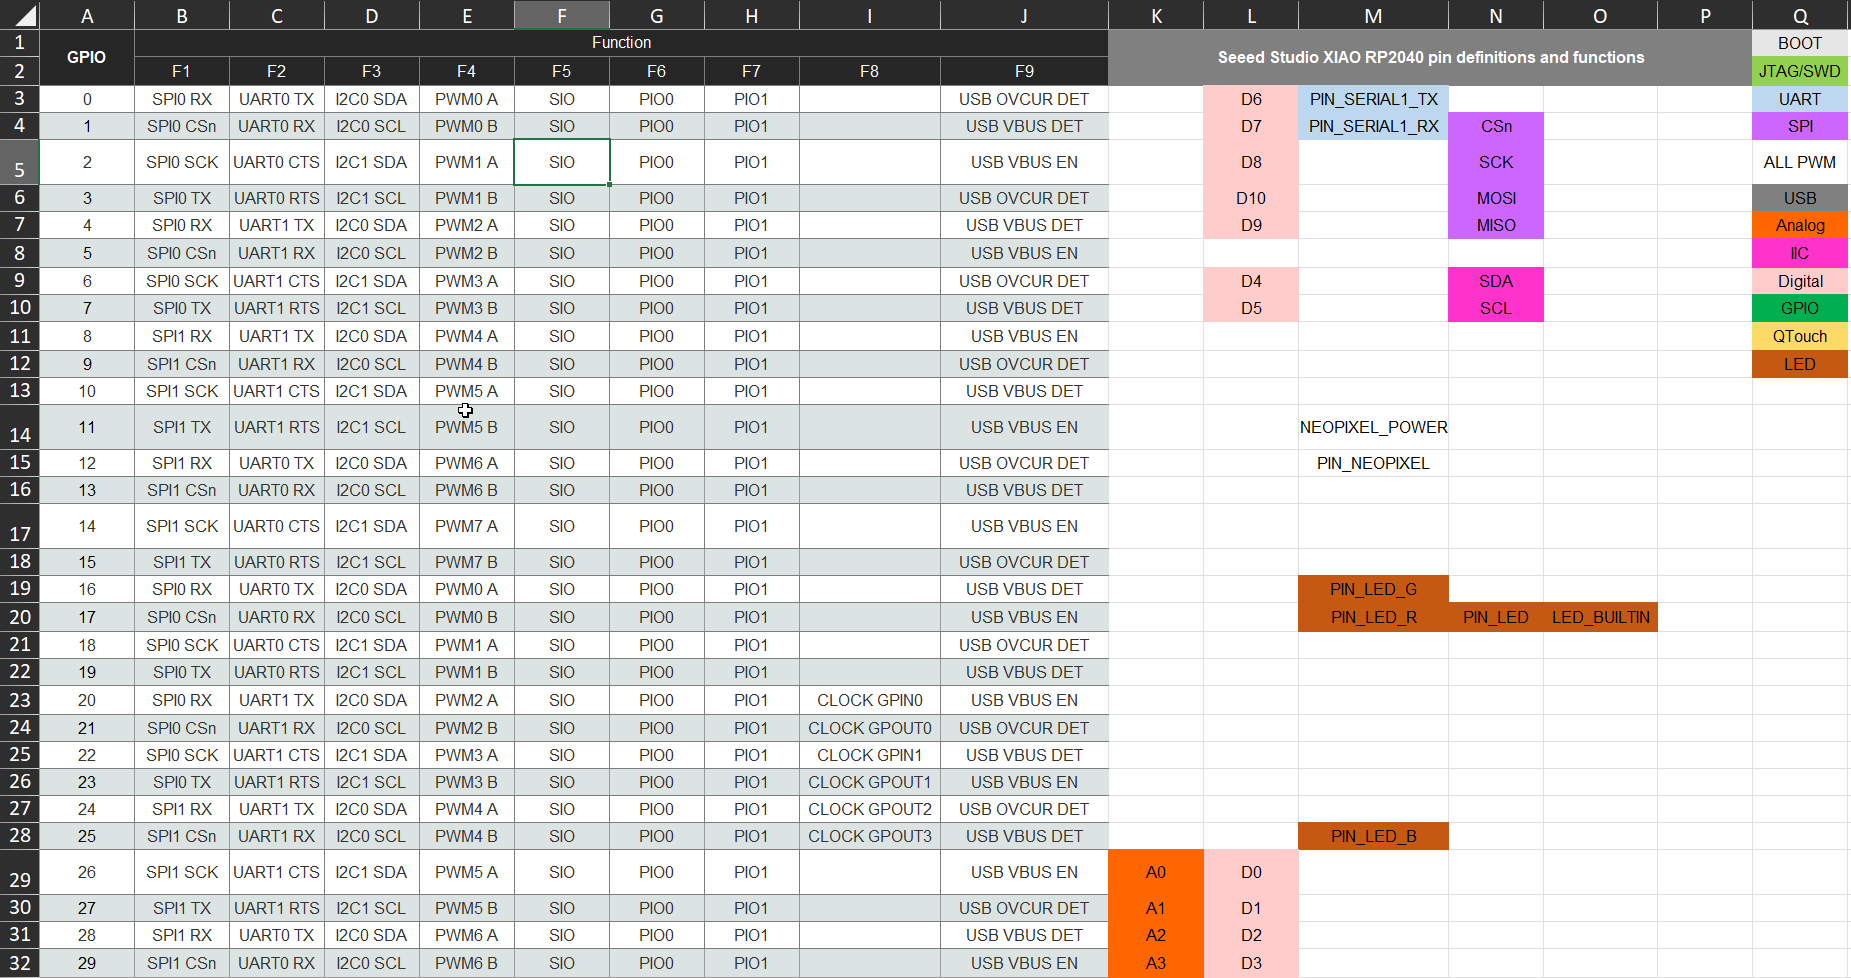 A B C D E F G H I J K L M N O P Q
1 GPIO Function Seeed Studio XIAO RP2040 pin definitions and functions BOOT
2 F1 F2 F3 F4 F5 F6 F7 F8 F9 JTAG/SWD
3 0 SPI0 RX UART0 TX I2C0 SDA PWM0 A SIO PIO0 PIO1 USB OVCUR DET D6 PIN_SERIAL1_TX UART
4 1 SPI0 CSn UART0 RX I2C0 SCL PWM0 B SIO PIO0 PIO1 USB VBUS DET D7 PIN_SERIAL1_RX CSn SPI
5 2 SPI0 SCK UART0 CTS I2C1 SDA PWM1 A SIO PIO0 PIO1 USB VBUS EN D8 SCK ALL PWM
6 3 SPI0 TX UART0 RTS I2C1 SCL PWM1 B SIO PIO0 PIO1 USB OVCUR DET D10 MOSI USB
7 4 SPI0 RX UART1 TX I2C0 SDA PWM2 A SIO PIO0 PIO1 USB VBUS DET D9 MISO Analog
8 5 SPI0 CSn UART1 RX I2C0 SCL PWM2 B SIO PIO0 PIO1 USB VBUS EN IIC
9 6 SPI0 SCK UART1 CTS I2C1 SDA PWM3 A SIO PIO0 PIO1 USB OVCUR DET D4 SDA Digital
10 7 SPI0 TX UART1 RTS I2C1 SCL PWM3 B SIO PIO0 PIO1 USB VBUS DET D5 SCL GPIO
11 8 SPI1 RX UART1 TX I2C0 SDA PWM4 A SIO PIO0 PIO1 USB VBUS EN QTouch
12 9 SPI1 CSn UART1 RX I2C0 SCL PWM4 B SIO PIO0 PIO1 USB OVCUR DET LED
13 10 SPI1 SCK UART1 CTS I2C1 SDA PWM5 A SIO PIO0 PIO1 USB VBUS DET
14 11 SPI1 TX UART1 RTS I2C1 SCL PWM5 B SIO PIO0 PIO1 USB VBUS EN NEOPIXEL_POWER
15 12 SPI1 RX UART0 TX I2C0 SDA PWM6 A SIO PIO0 PIO1 USB OVCUR DET PIN_NEOPIXEL
16 13 SPI1 CSn UART0 RX I2C0 SCL PWM6 B SIO PIO0 PIO1 USB VBUS DET
17 14 SPI1 SCK UART0 CTS I2C1 SDA PWM7 A SIO PIO0 PIO1 USB VBUS EN
18 15 SPI1 TX UART0 RTS I2C1 SCL PWM7 B SIO PIO0 PIO1 USB OVCUR DET
19 16 SPI0 RX UART0 TX I2C0 SDA PWM0 A SIO PIO0 PIO1 USB VBUS DET PIN_LED_G
20 17 SPI0 CSn UART0 RX I2C0 SCL PWM0 B SIO PIO0 PIO1 USB VBUS EN PIN_LED_R PIN_LED LED_BUILTIN
21 18 SPI0 SCK UART0 CTS I2C1 SDA PWM1 A SIO PIO0 PIO1 USB OVCUR DET
22 19 SPI0 TX UART0 RTS I2C1 SCL PWM1 B SIO PIO0 PIO1 USB VBUS DET
23 20 SPI0 RX UART1 TX I2C0 SDA PWM2 A SIO PIO0 PIO1 CLOCK GPIN0 USB VBUS EN
24 21 SPI0 CSn UART1 RX I2C0 SCL PWM2 B SIO PIO0 PIO1 CLOCK GPOUT0 USB OVCUR DET
25 22 SPI0 SCK UART1 CTS I2C1 SDA PWM3 A SIO PIO0 PIO1 CLOCK GPIN1 USB VBUS DET
26 23 SPI0 TX UART1 RTS I2C1 SCL PWM3 B SIO PIO0 PIO1 CLOCK GPOUT1 USB VBUS EN
27 24 SPI1 RX UART1 TX I2C0 SDA PWM4 A SIO PIO0 PIO1 CLOCK GPOUT2 USB OVCUR DET
28 25 SPI1 CSn UART1 RX I2C0 SCL PWM4 B SIO PIO0 PIO1 CLOCK GPOUT3 USB VBUS DET PIN_LED_B
29 26 SPI1 SCK UART1 CTS I2C1 SDA PWM5 A SIO PIO0 PIO1 USB VBUS EN A0 D0
30 27 SPI1 TX UART1 RTS I2C1 SCL PWM5 B SIO PIO0 PIO1 USB OVCUR DET A1 D1
31 28 SPI1 RX UART0 TX I2C0 SDA PWM6 A SIO PIO0 PIO1 USB VBUS DET A2 D2
32 29 SPI1 CSn UART0 RX I2C0 SCL PWM6 B SIO PIO0 PIO1 USB VBUS EN A3 D3